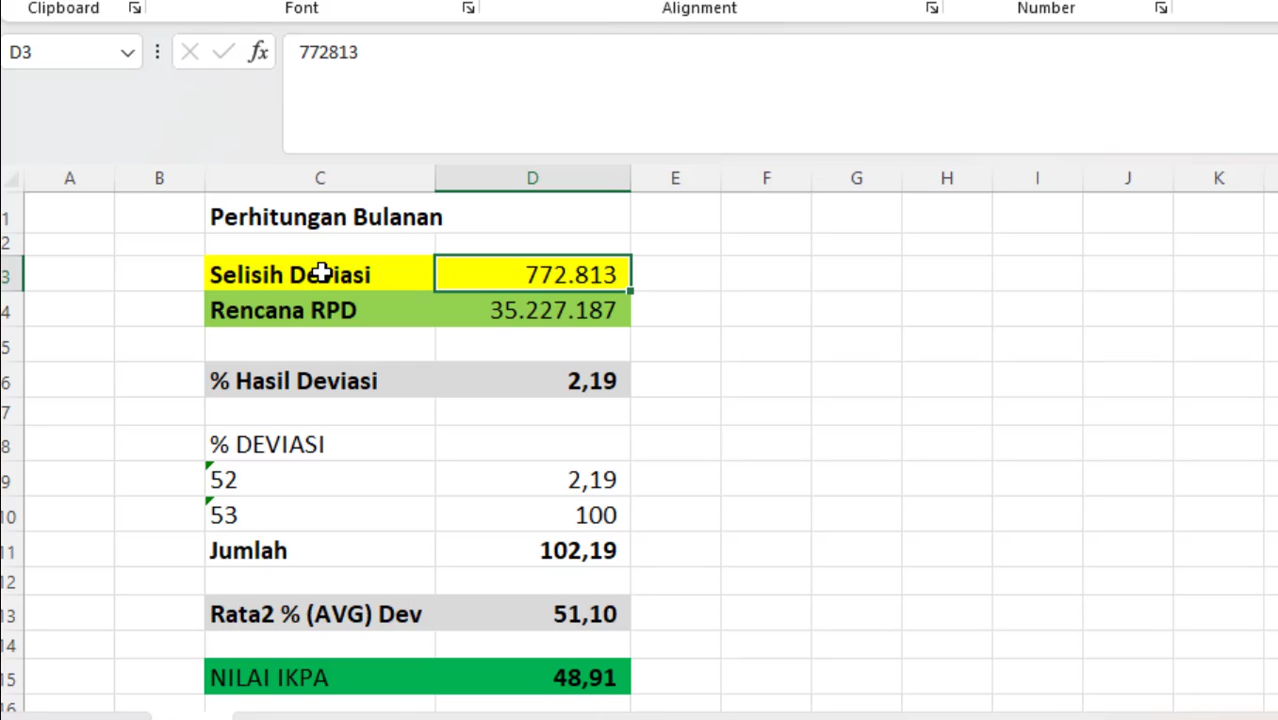 Clipboard Font Alignment Number
D3 fx 772813
A B C D E F G H I J K
1 Perhitungan Bulanan
2
3 Selisih Deviasi 772.813
4 Rencana RPD 35.227.187
5
6 % Hasil Deviasi 2,19
7
8 % DEVIASI
9 52 2,19
10 53 100
11 Jumlah 102,19
12
13 Rata2 % (AVG) Dev 51,10
14
15 NILAI IKPA 48,91
16